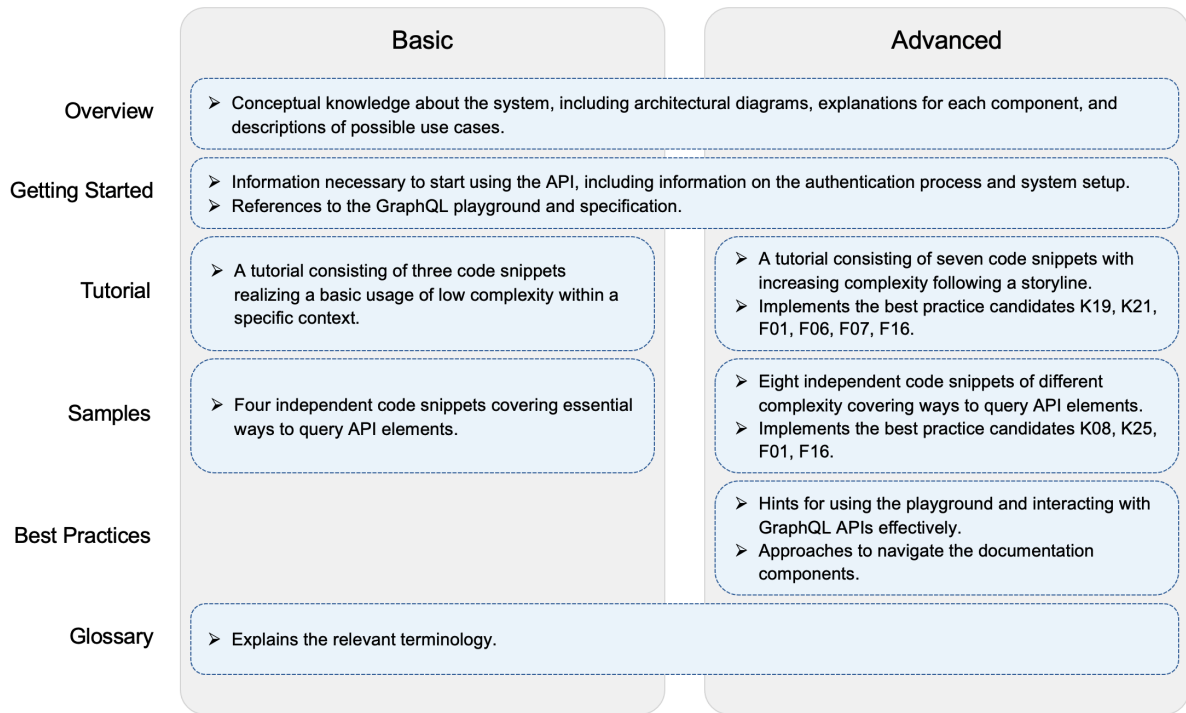 Basic
Advanced
Overview
➢ Conceptual knowledge about the system, including architectural diagrams, explanations for each component, and
descriptions of possible use cases.
Getting Started
➢ Information necessary to start using the API, including information on the authentication process and system setup.
➢ References to the GraphQL playground and specification.
Tutorial
➢ A tutorial consisting of three code snippets
realizing a basic usage of low complexity within a
specific context.
➢ A tutorial consisting of seven code snippets with
increasing complexity following a storyline.
➢ Implements the best practice candidates K19, K21,
F01, F06, F07, F16.
Samples
➢ Four independent code snippets covering essential
ways to query API elements.
➢ Eight independent code snippets of different
complexity covering ways to query API elements.
➢ Implements the best practice candidates K08, K25,
F01, F16.
Best Practices
➢ Hints for using the playground and interacting with
GraphQL APIs effectively.
➢ Approaches to navigate the documentation
components.
Glossary
➢ Explains the relevant terminology.